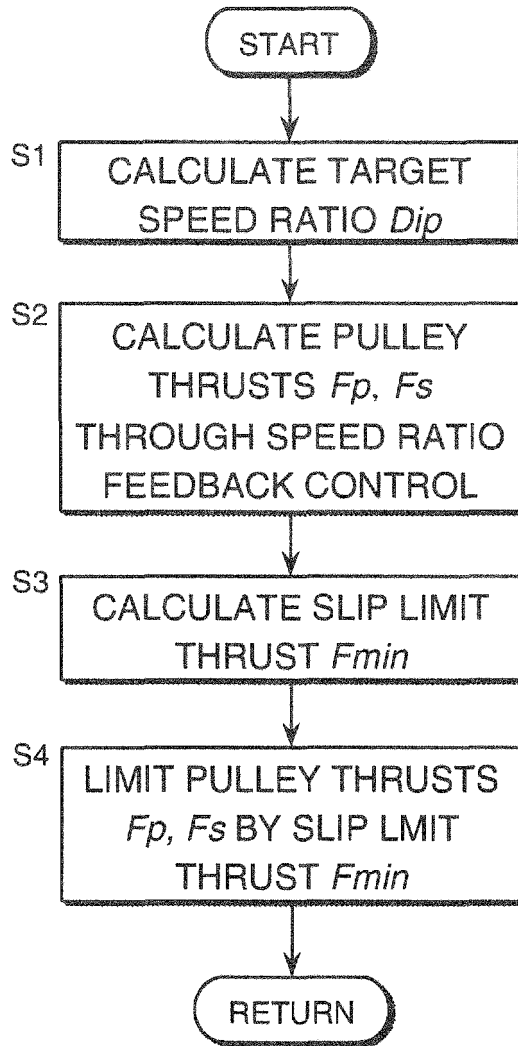 START
S1
CALCULATE TARGET
SPEED RATIO Dip
S2
CALCULATE PULLEY
THRUSTS Fp, Fs
THROUGH SPEED RATIO
FEEDBACK CONTROL
S3
CALCULATE SLIP LIMIT
THRUST Fmin
S4
LIMIT PULLEY THRUSTS
Fp, Fs BY SLIP LMIT
THRUST Fmin
RETURN